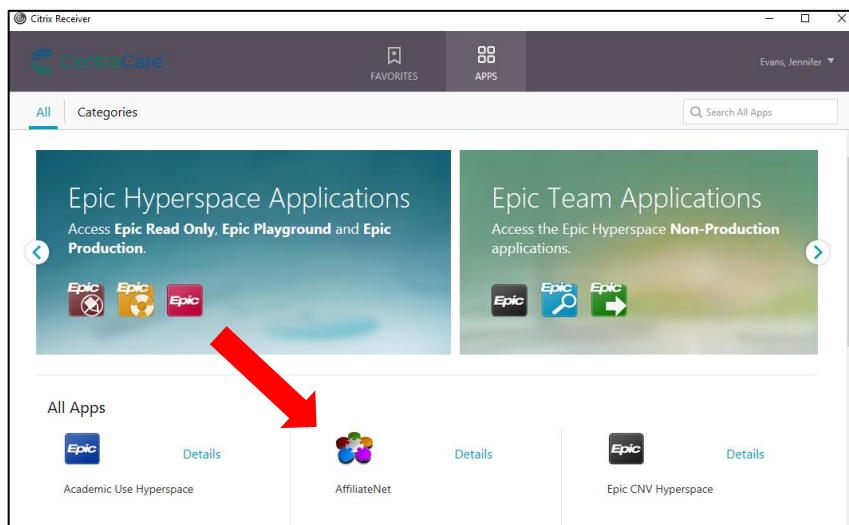 Citrix Receiver
CentraCare
FAVORITES
APPS
Evans, Jennifer
All
Categories
Search All Apps
Epic Hyperspace Applications
Access Epic Read Only, Epic Playground and Epic
Production.
Epic
Epic
Epic
Epic Team Applications
Access the Epic Hyperspace Non-Production
applications.
Epic
Epic
Epic
All Apps
Epic
Details
Academic Use Hyperspace
Details
AffiliateNet
Epic
Details
Epic CNV Hyperspace